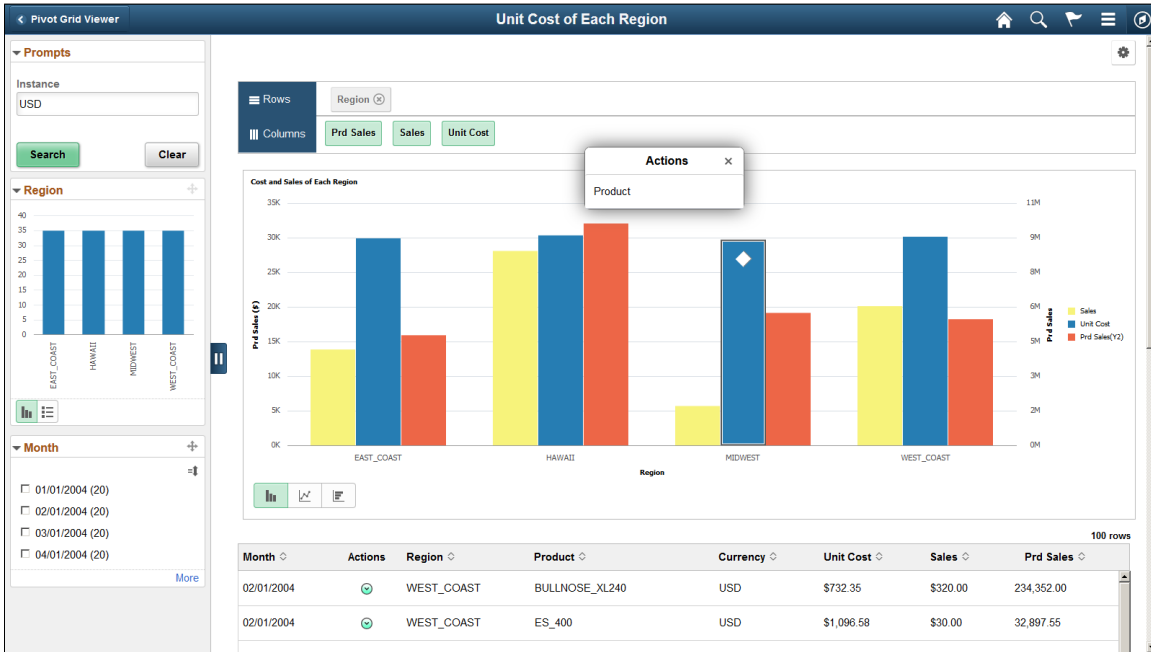 Pivot Grid Viewer
Unit Cost of Each Region
Prompts
Instance
USD
Search
Clear
Region
40
35
30
25
20
15
10
5
0
EAST_COAST
HAWAII
MIDWEST
WEST_COAST
Month
01/01/2004 (20)
02/01/2004 (20)
03/01/2004 (20)
04/01/2004 (20)
More
Rows
Region
Columns
Prd Sales
Sales
Unit Cost
Actions
Product
Cost and Sales of Each Region
35K
30K
25K
20K
15K
10K
5K
0K
Prd Sales ($)
11M
9M
8M
6M
5M
3M
2M
0M
Prd Sales
EAST_COAST
HAWAII
MIDWEST
WEST_COAST
Region
Sales
Unit Cost
Prd Sales(Y2)
100 rows
Month Actions Region Product Currency Unit Cost Sales Prd Sales
02/01/2004 WEST_COAST BULLNOSE_XL240 USD $732.35 $320.00 234,352.00
02/01/2004 WEST_COAST ES_400 USD $1,096.58 $30.00 32,897.55